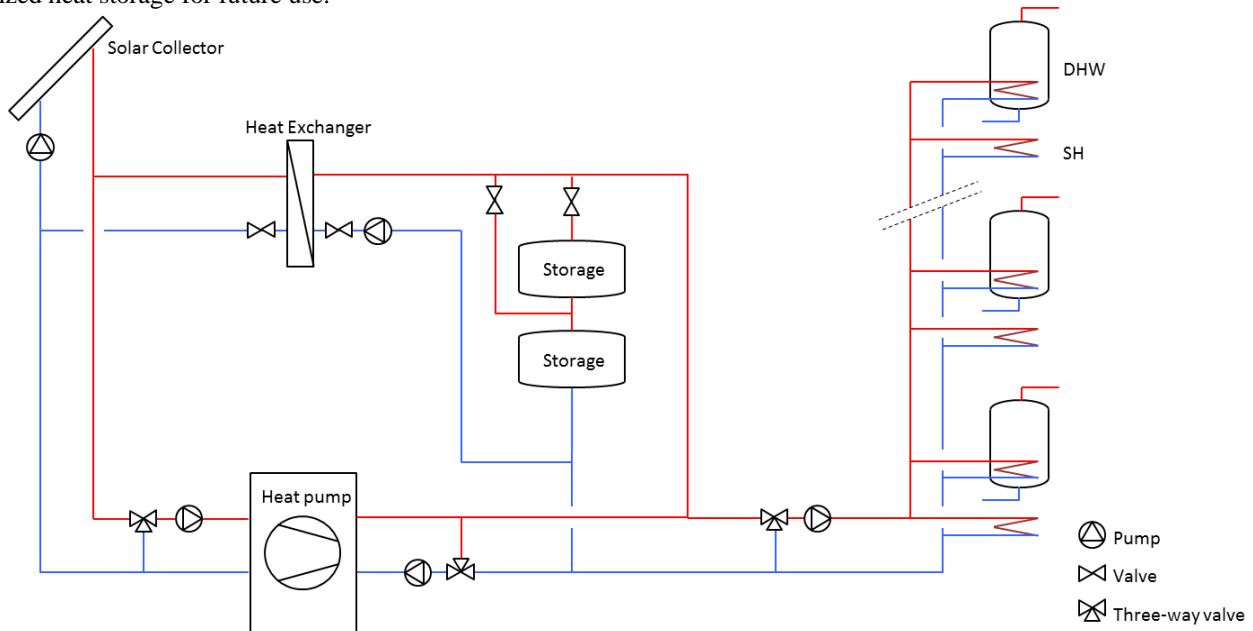 ized heat storage for future use.
Solar Collector
DHW
Heat Exchanger
SH
Storage
Storage
Heat pump
Pump
Valve
Three-way valve